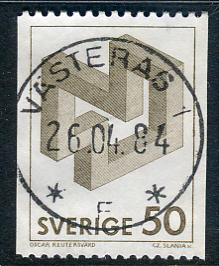 VÄSTERÅS 1
26.04.84
* F *
SVERIGE 50
OSCAR REUTERSVÄRD CZ. SLANIA sc.